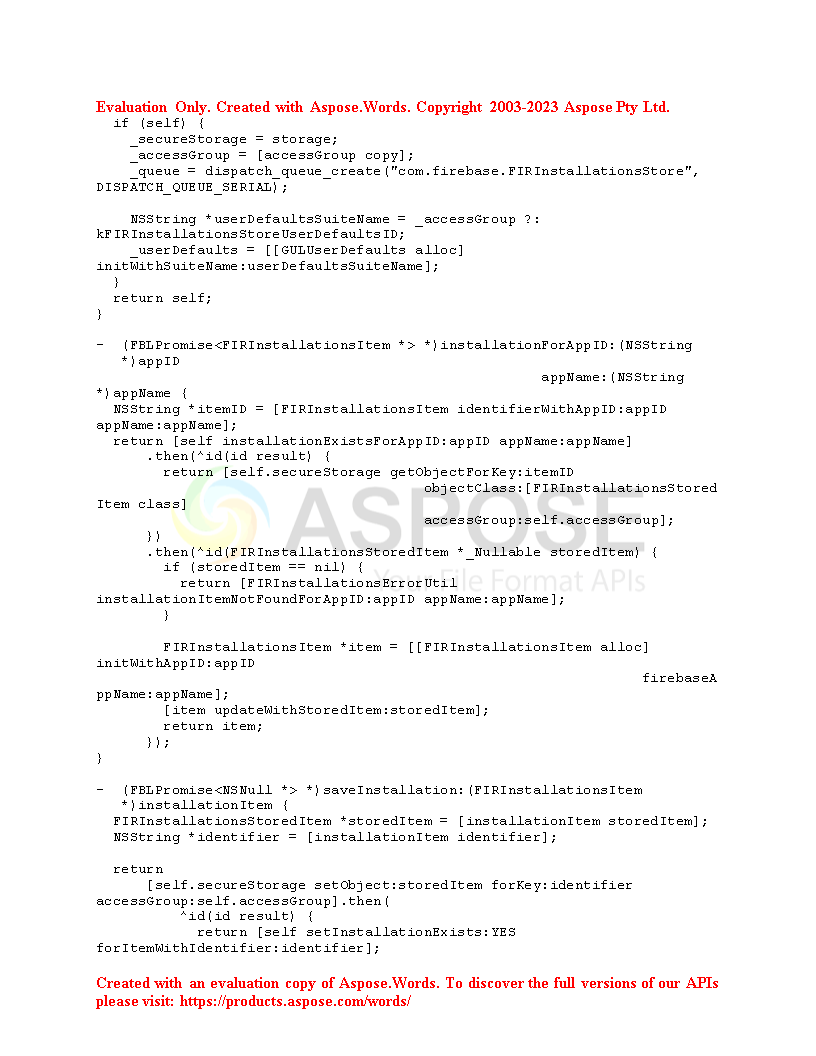 Evaluation Only. Created with Aspose.Words. Copyright 2003-2023 Aspose Pty Ltd.
  if (self) {
    _secureStorage = storage;
    _accessGroup = [accessGroup copy];
    _queue = dispatch_queue_create("com.firebase.FIRInstallationsStore",
DISPATCH_QUEUE_SERIAL);

    NSString *userDefaultsSuiteName = _accessGroup ?:
kFIRInstallationsStoreUserDefaultsID;
    _userDefaults = [[GULUserDefaults alloc]
initWithSuiteName:userDefaultsSuiteName];
  }
  return self;
}

-  (FBLPromise<FIRInstallationsItem *> *)installationForAppID:(NSString
   *)appID
                                                     appName:(NSString
*)appName {
  NSString *itemID = [FIRInstallationsItem identifierWithAppID:appID
appName:appName];
  return [self installationExistsForAppID:appID appName:appName]
      .then(^id(id result) {
        return [self.secureStorage getObjectForKey:itemID
                                       objectClass:[FIRInstallationsStored
Item class]
                                       accessGroup:self.accessGroup];
      })
      .then(^id(FIRInstallationsStoredItem *_Nullable storedItem) {
        if (storedItem == nil) {
          return [FIRInstallationsErrorUtil
installationItemNotFoundForAppID:appID appName:appName];
        }

        FIRInstallationsItem *item = [[FIRInstallationsItem alloc]
initWithAppID:appID
                                                                 firebaseA
ppName:appName];
        [item updateWithStoredItem:storedItem];
        return item;
      });
}

-  (FBLPromise<NSNull *> *)saveInstallation:(FIRInstallationsItem
   *)installationItem {
  FIRInstallationsStoredItem *storedItem = [installationItem storedItem];
  NSString *identifier = [installationItem identifier];

  return
      [self.secureStorage setObject:storedItem forKey:identifier
accessGroup:self.accessGroup].then(
          ^id(id result) {
            return [self setInstallationExists:YES
forItemWithIdentifier:identifier];

ASPOSE
Your File Format APIs
Created with an evaluation copy of Aspose.Words. To discover the full versions of our APIs
please visit: https://products.aspose.com/words/